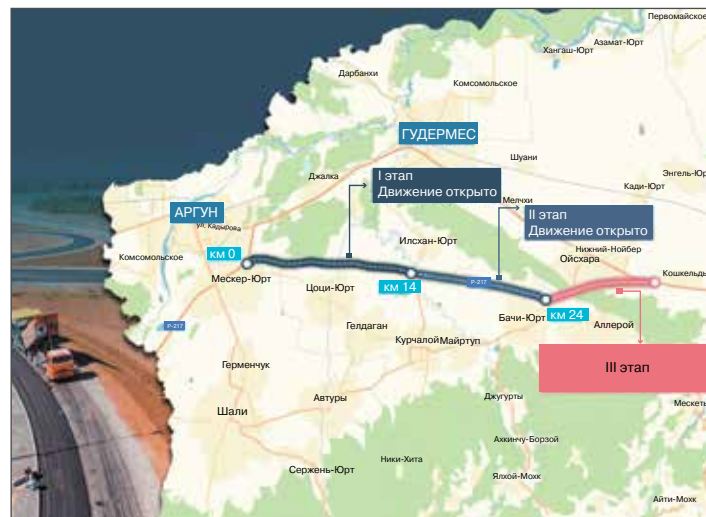 Первомайское
Азамат-Юрт
Хангаш-Юрт
Дарбанхи
Комсомольское
ГУДЕРМЕС
Шуани
Джалка
I этап
Движение открыто
Энгель-Юрт
Кади-Юрт
Мелчхи
АРГУН
ул. Кадырова
II этап
Движение открыто
Илсхан-Юрт
Нижний-Нойбер
Ойсхара
км 0
Комсомольское
Кошкельды
Мескер-Юрт
Цоци-Юрт
км 14
Р-217
Бачи-Юрт
км 24
Аллерой
Р-217
Гелдаган
Курчалой
Майртуп
Герменчук
III этап
Джугурты
Автуры
Шали
Мескеты
Ахкинчу-Борзой
Ники-Хита
Сержень-Юрт
Ялхой-Мохк
Айти-Мохк